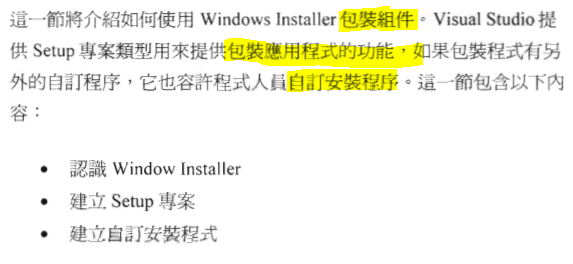 這一節將介紹如何使用 Windows Installer 包裝組件。Visual Studio 提
供 Setup 專案類型用來提供包裝應用程式的功能，如果包裝程式有另
外的自訂程序，它也容許程式人員自訂安裝程序。這一節包含以下內
容：
• 認識 Window Installer
• 建立 Setup 專案
• 建立自訂安裝程式